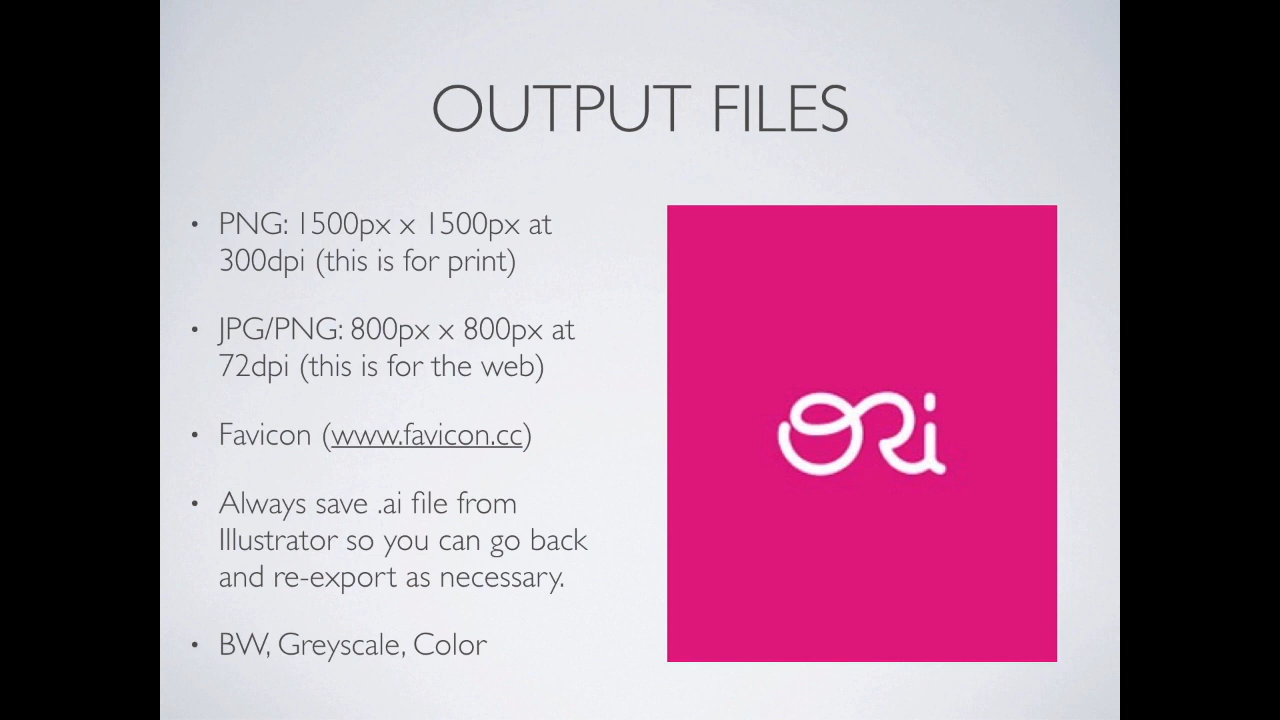 OUTPUT FILES
• PNG: 1500px x 1500px at
300dpi (this is for print)
• JPG/PNG: 800px x 800px at
72dpi (this is for the web)
• Favicon (www.favicon.cc)
• Always save .ai file from
Illustrator so you can go back
and re-export as necessary.
• BW, Greyscale, Color
ORi